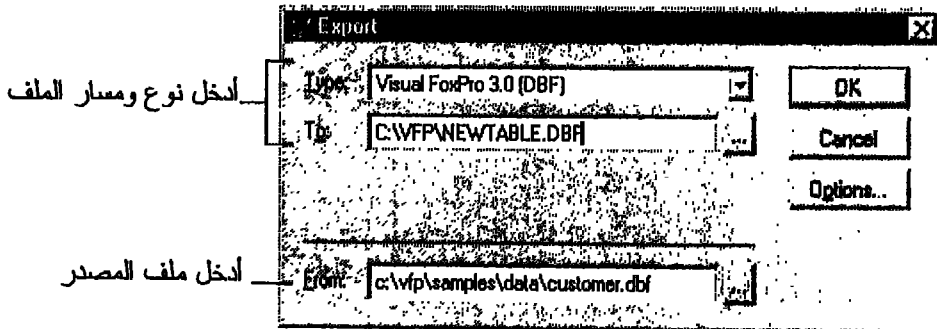 Export
أدخل نوع ومسار الملف
Type: Visual FoxPro 3.0 (DBF)
OK
To: C:\VFP\NEWTABLE.DBF
...
Cancel
Options...
أدخل ملف المصدر
From: c:\vfp\samples\data\customer.dbf
...